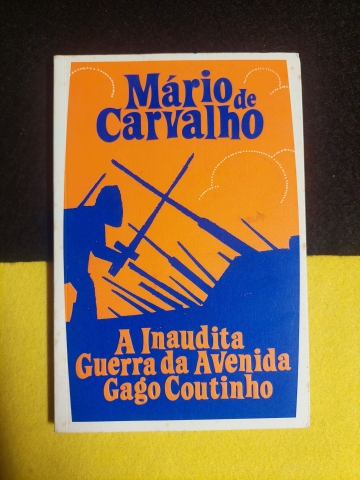 Mário de
Carvalho
A Inaudita
Guerra da Avenida
Gago Coutinho